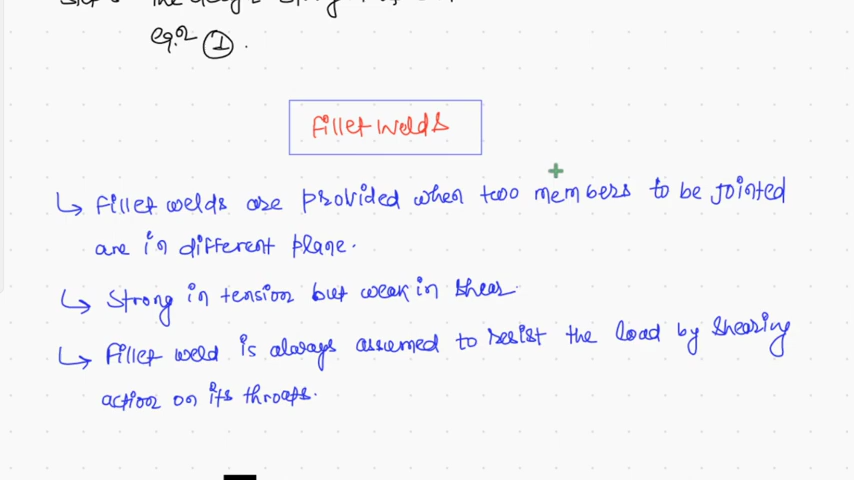 eqn ①.
Fillet welds
↳ Fillet welds are provided when two members to be jointed
are in different plane.
↳ Strong in tension but weak in shear.
↳ Fillet weld is always assumed to resist the load by shearing
action on its throats.